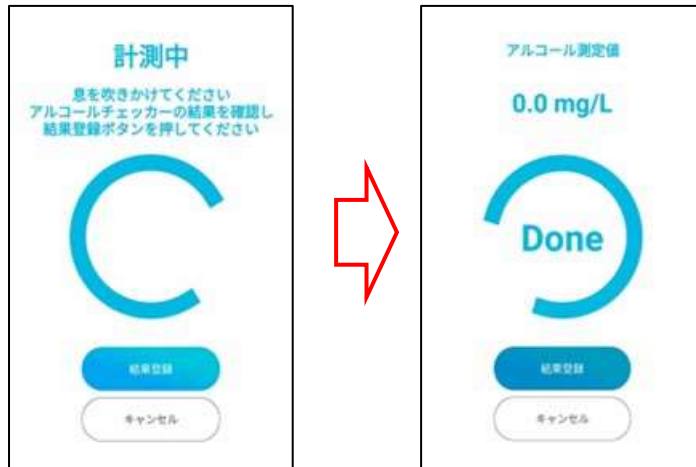 計測中
息を吹きかけてください
アルコールチェッカーの結果を確認し
結果登録ボタンを押してください
結果登録
キャンセル
アルコール測定値
0.0 mg/L
Done
結果登録
キャンセル